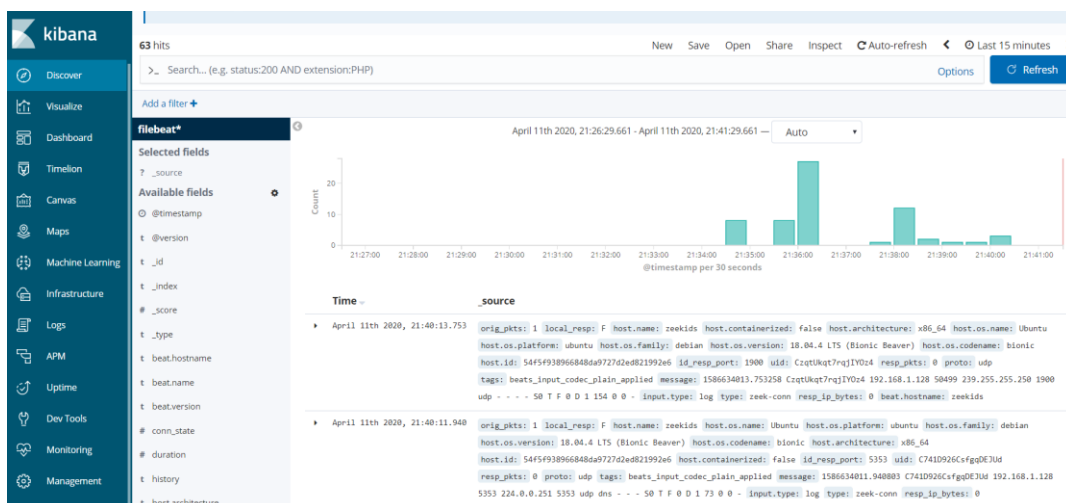 kibana
Discover
Visualize
Dashboard
Timelion
Canvas
Maps
Machine Learning
Infrastructure
Logs
APM
Uptime
Dev Tools
Monitoring
Management
63 hits
New Save Open Share Inspect Auto-refresh Last 15 minutes
>_ Search... (e.g. status:200 AND extension:PHP)
Options
Refresh
Add a filter +
filebeat*
Selected fields
? _source
Available fields
@timestamp
t @version
t _id
t _index
# _score
t _type
t beat.hostname
t beat.name
t beat.version
# conn_state
# duration
t history
t host.architecture
April 11th 2020, 21:26:29.661 - April 11th 2020, 21:41:29.661 — Auto
Count
20
10
0
21:27:00 21:28:00 21:29:00 21:30:00 21:31:00 21:32:00 21:33:00 21:34:00 21:35:00 21:36:00 21:37:00 21:38:00 21:39:00 21:40:00 21:41:00
@timestamp per 30 seconds
Time _source
April 11th 2020, 21:40:13.753 orig_pkts: 1 local_resp: F host.name: zeekids host.containerized: false host.architecture: x86_64 host.os.name: Ubuntu
host.os.platform: ubuntu host.os.family: debian host.os.version: 18.04.4 LTS (Bionic Beaver) host.os.codename: bionic
host.id: 54f5f938966848da9727d2ed821992e6 id_resp_port: 1900 uid: CzqtUkqt7rqjIYOz4 resp_pkts: 0 proto: udp
tags: beats_input_codec_plain_applied message: 1586634013.753258 CzqtUkqt7rqjIYOz4 192.168.1.128 50499 239.255.255.250 1900
udp - - - - S0 T F 0 D 1 154 0 0 - input.type: log type: zeek-conn resp_ip_bytes: 0 beat.hostname: zeekids
April 11th 2020, 21:40:11.940 orig_pkts: 1 local_resp: F host.name: zeekids host.os.name: Ubuntu host.os.platform: ubuntu host.os.family: debian
host.os.version: 18.04.4 LTS (Bionic Beaver) host.os.codename: bionic host.architecture: x86_64
host.id: 54f5f938966848da9727d2ed821992e6 host.containerized: false id_resp_port: 5353 uid: C741D926CsfgqDEJUd
resp_pkts: 0 proto: udp tags: beats_input_codec_plain_applied message: 1586634011.940803 C741D926CsfgqDEJUd 192.168.1.128
5353 224.0.0.251 5353 udp dns - - - S0 T F 0 D 1 73 0 0 - input.type: log type: zeek-conn resp_ip_bytes: 0